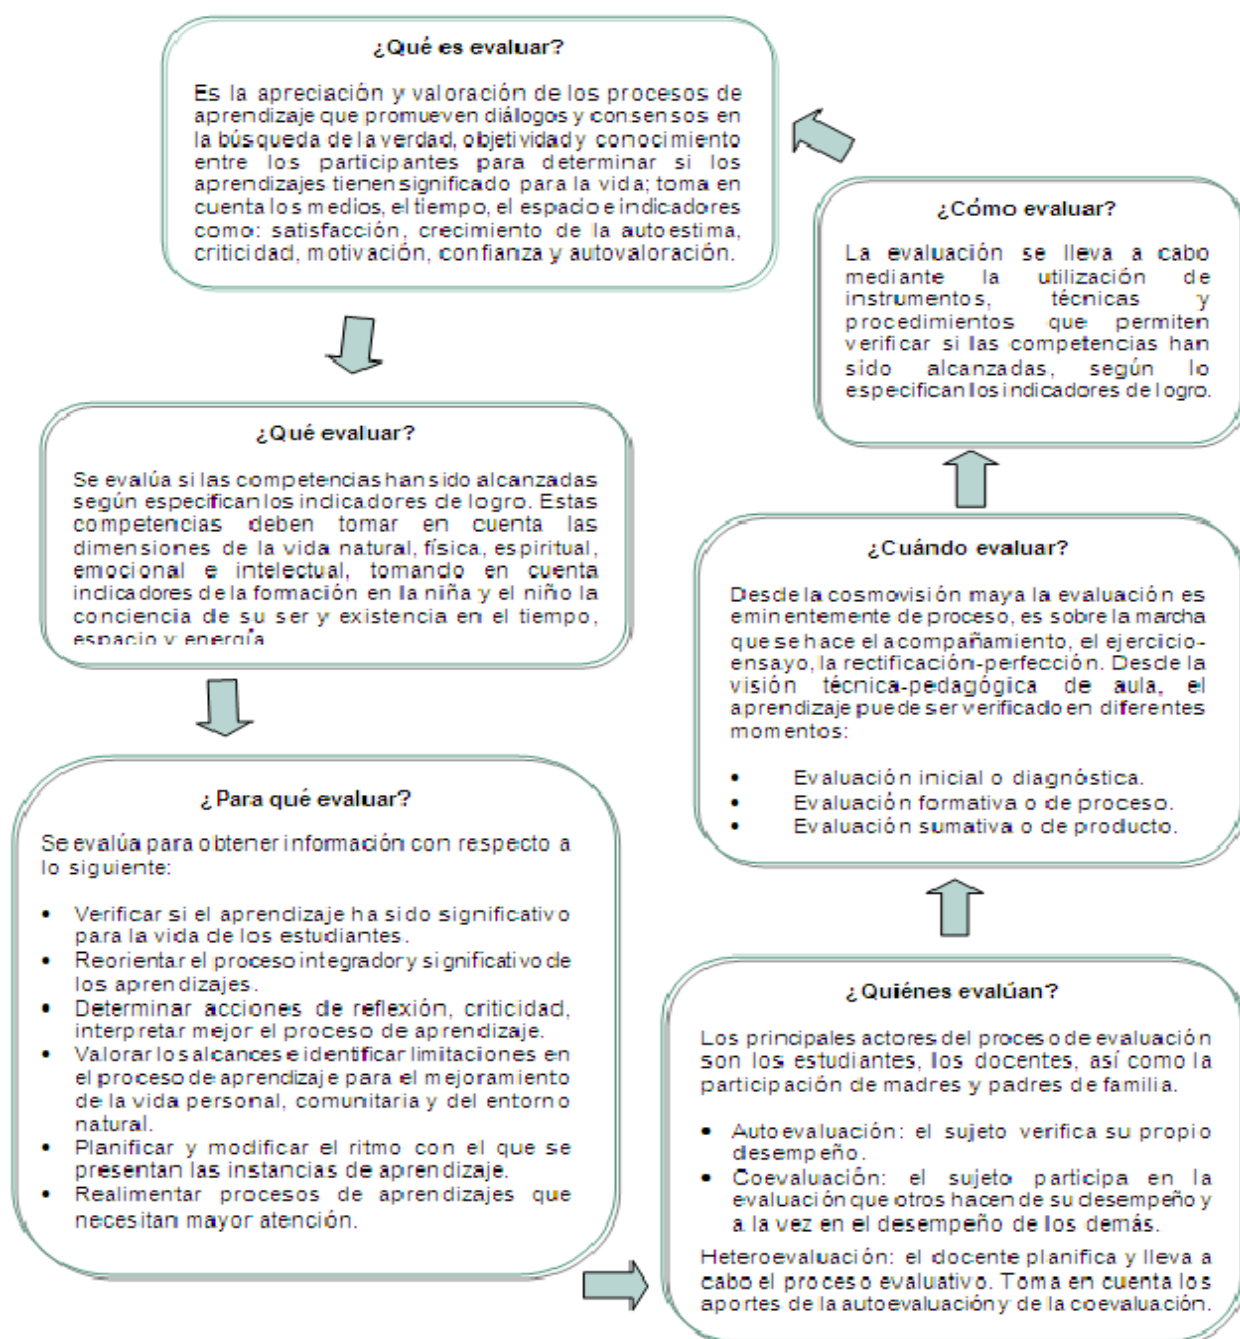 ¿Qué es evaluar?
Es la apreciación y valoración de los procesos de
aprendizaje que promueven diálogos y consensos en
la búsqueda de la verdad, objetividad y conocimiento
entre los participantes para determinar si los
aprendizajes tienen significado para la vida; toma en
cuenta los medios, el tiempo, el espacio e indicadores
como: satisfacción, crecimiento de la autoestima,
criticidad, motivación, confianza y autovaloración.
¿Qué evaluar?
Se evalúa si las competencias han sido alcanzadas
según especifican los indicadores de logro. Estas
competencias deben tomar en cuenta las
dimensiones de la vida natural, física, espiritual,
emocional e intelectual, tomando en cuenta
indicadores de la formación en la niña y el niño la
conciencia de su ser y existencia en el tiempo,
espacio y energía
¿Para qué evaluar?
Se evalúa para obtener información con respecto a
lo siguiente:
• Verificar si el aprendizaje ha sido significativo
para la vida de los estudiantes.
• Reorientar el proceso integrador y significativo de
los aprendizajes.
• Determinar acciones de reflexión, criticidad,
interpretar mejor el proceso de aprendizaje.
• Valorar los alcances e identificar limitaciones en
el proceso de aprendizaje para el mejoramiento
de la vida personal, comunitaria y del entorno
natural.
• Planificar y modificar el ritmo con el que se
presentan las instancias de aprendizaje.
• Realimentar procesos de aprendizajes que
necesitan mayor atención.
¿Quiénes evalúan?
Los principales actores del proceso de evaluación
son los estudiantes, los docentes, así como la
participación de madres y padres de familia.
• Autoevaluación: el sujeto verifica su propio
desempeño.
• Coevaluación: el sujeto participa en la
evaluación que otros hacen de su desempeño y
a la vez en el desempeño de los demás.
Heteroevaluación: el docente planifica y lleva a
cabo el proceso evaluativo. Toma en cuenta los
aportes de la autoevaluación y de la coevaluación.
¿Cuándo evaluar?
Desde la cosmovisión maya la evaluación es
eminentemente de proceso, es sobre la marcha
que se hace el acompañamiento, el ejercicio-
ensayo, la rectificación-perfección. Desde la
visión técnica-pedagógica de aula, el
aprendizaje puede ser verificado en diferentes
momentos:
• Evaluación inicial o diagnóstica.
• Evaluación formativa o de proceso.
• Evaluación sumativa o de producto.
¿Cómo evaluar?
La evaluación se lleva a cabo
mediante la utilización de
instrumentos, técnicas y
procedimientos que permiten
verificar si las competencias han
sido alcanzadas, según lo
especifican los indicadores de logro.